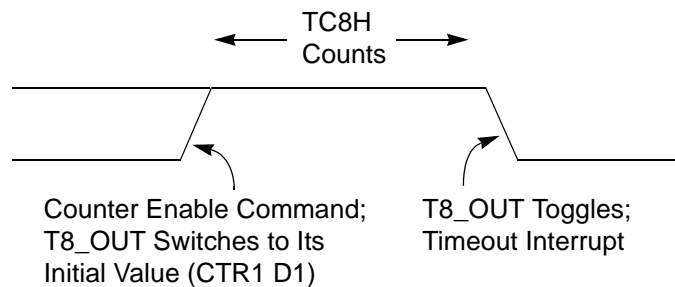 TC8H
Counts
Counter Enable Command;
T8_OUT Switches to Its
Initial Value (CTR1 D1)
T8_OUT Toggles;
Timeout Interrupt